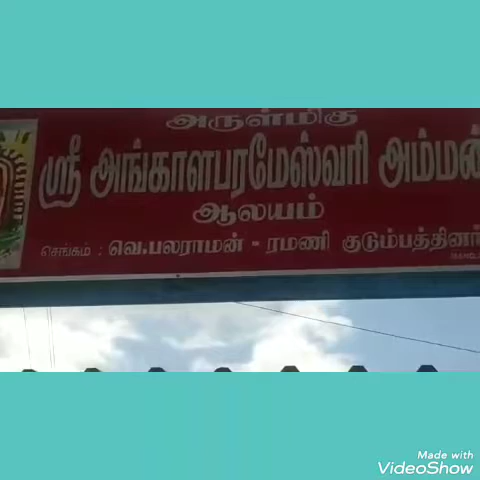 அருள்மிகு
ஸ்ரீ அங்காளபரமேஸ்வரி அம்மன்
ஆலயம்
செங்கம் : வெ.பலராமன் - ரமணி குடும்பத்தினர்
Made with
VideoShow